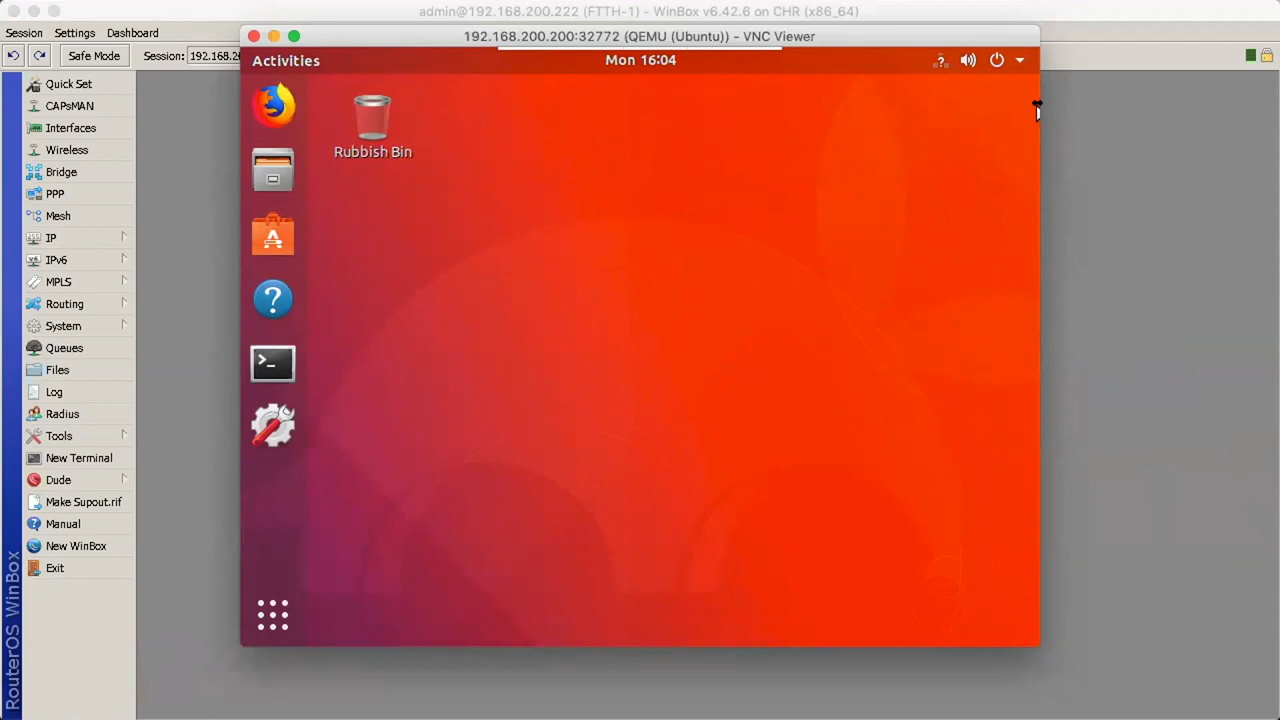 admin@192.168.200.222 (FTTH-1) - WinBox v6.42.6 on CHR (x86_64)
Session Settings Dashboard
Safe Mode Session: 192.168.20
192.168.200.200:32772 (QEMU (Ubuntu)) - VNC Viewer
Activities Mon 16:04
Rubbish Bin
Quick Set
CAPsMAN
Interfaces
Wireless
Bridge
PPP
Mesh
IP
IPv6
MPLS
Routing
System
Queues
Files
Log
Radius
Tools
New Terminal
Dude
Make Supout.rif
Manual
New WinBox
Exit
RouterOS WinBox